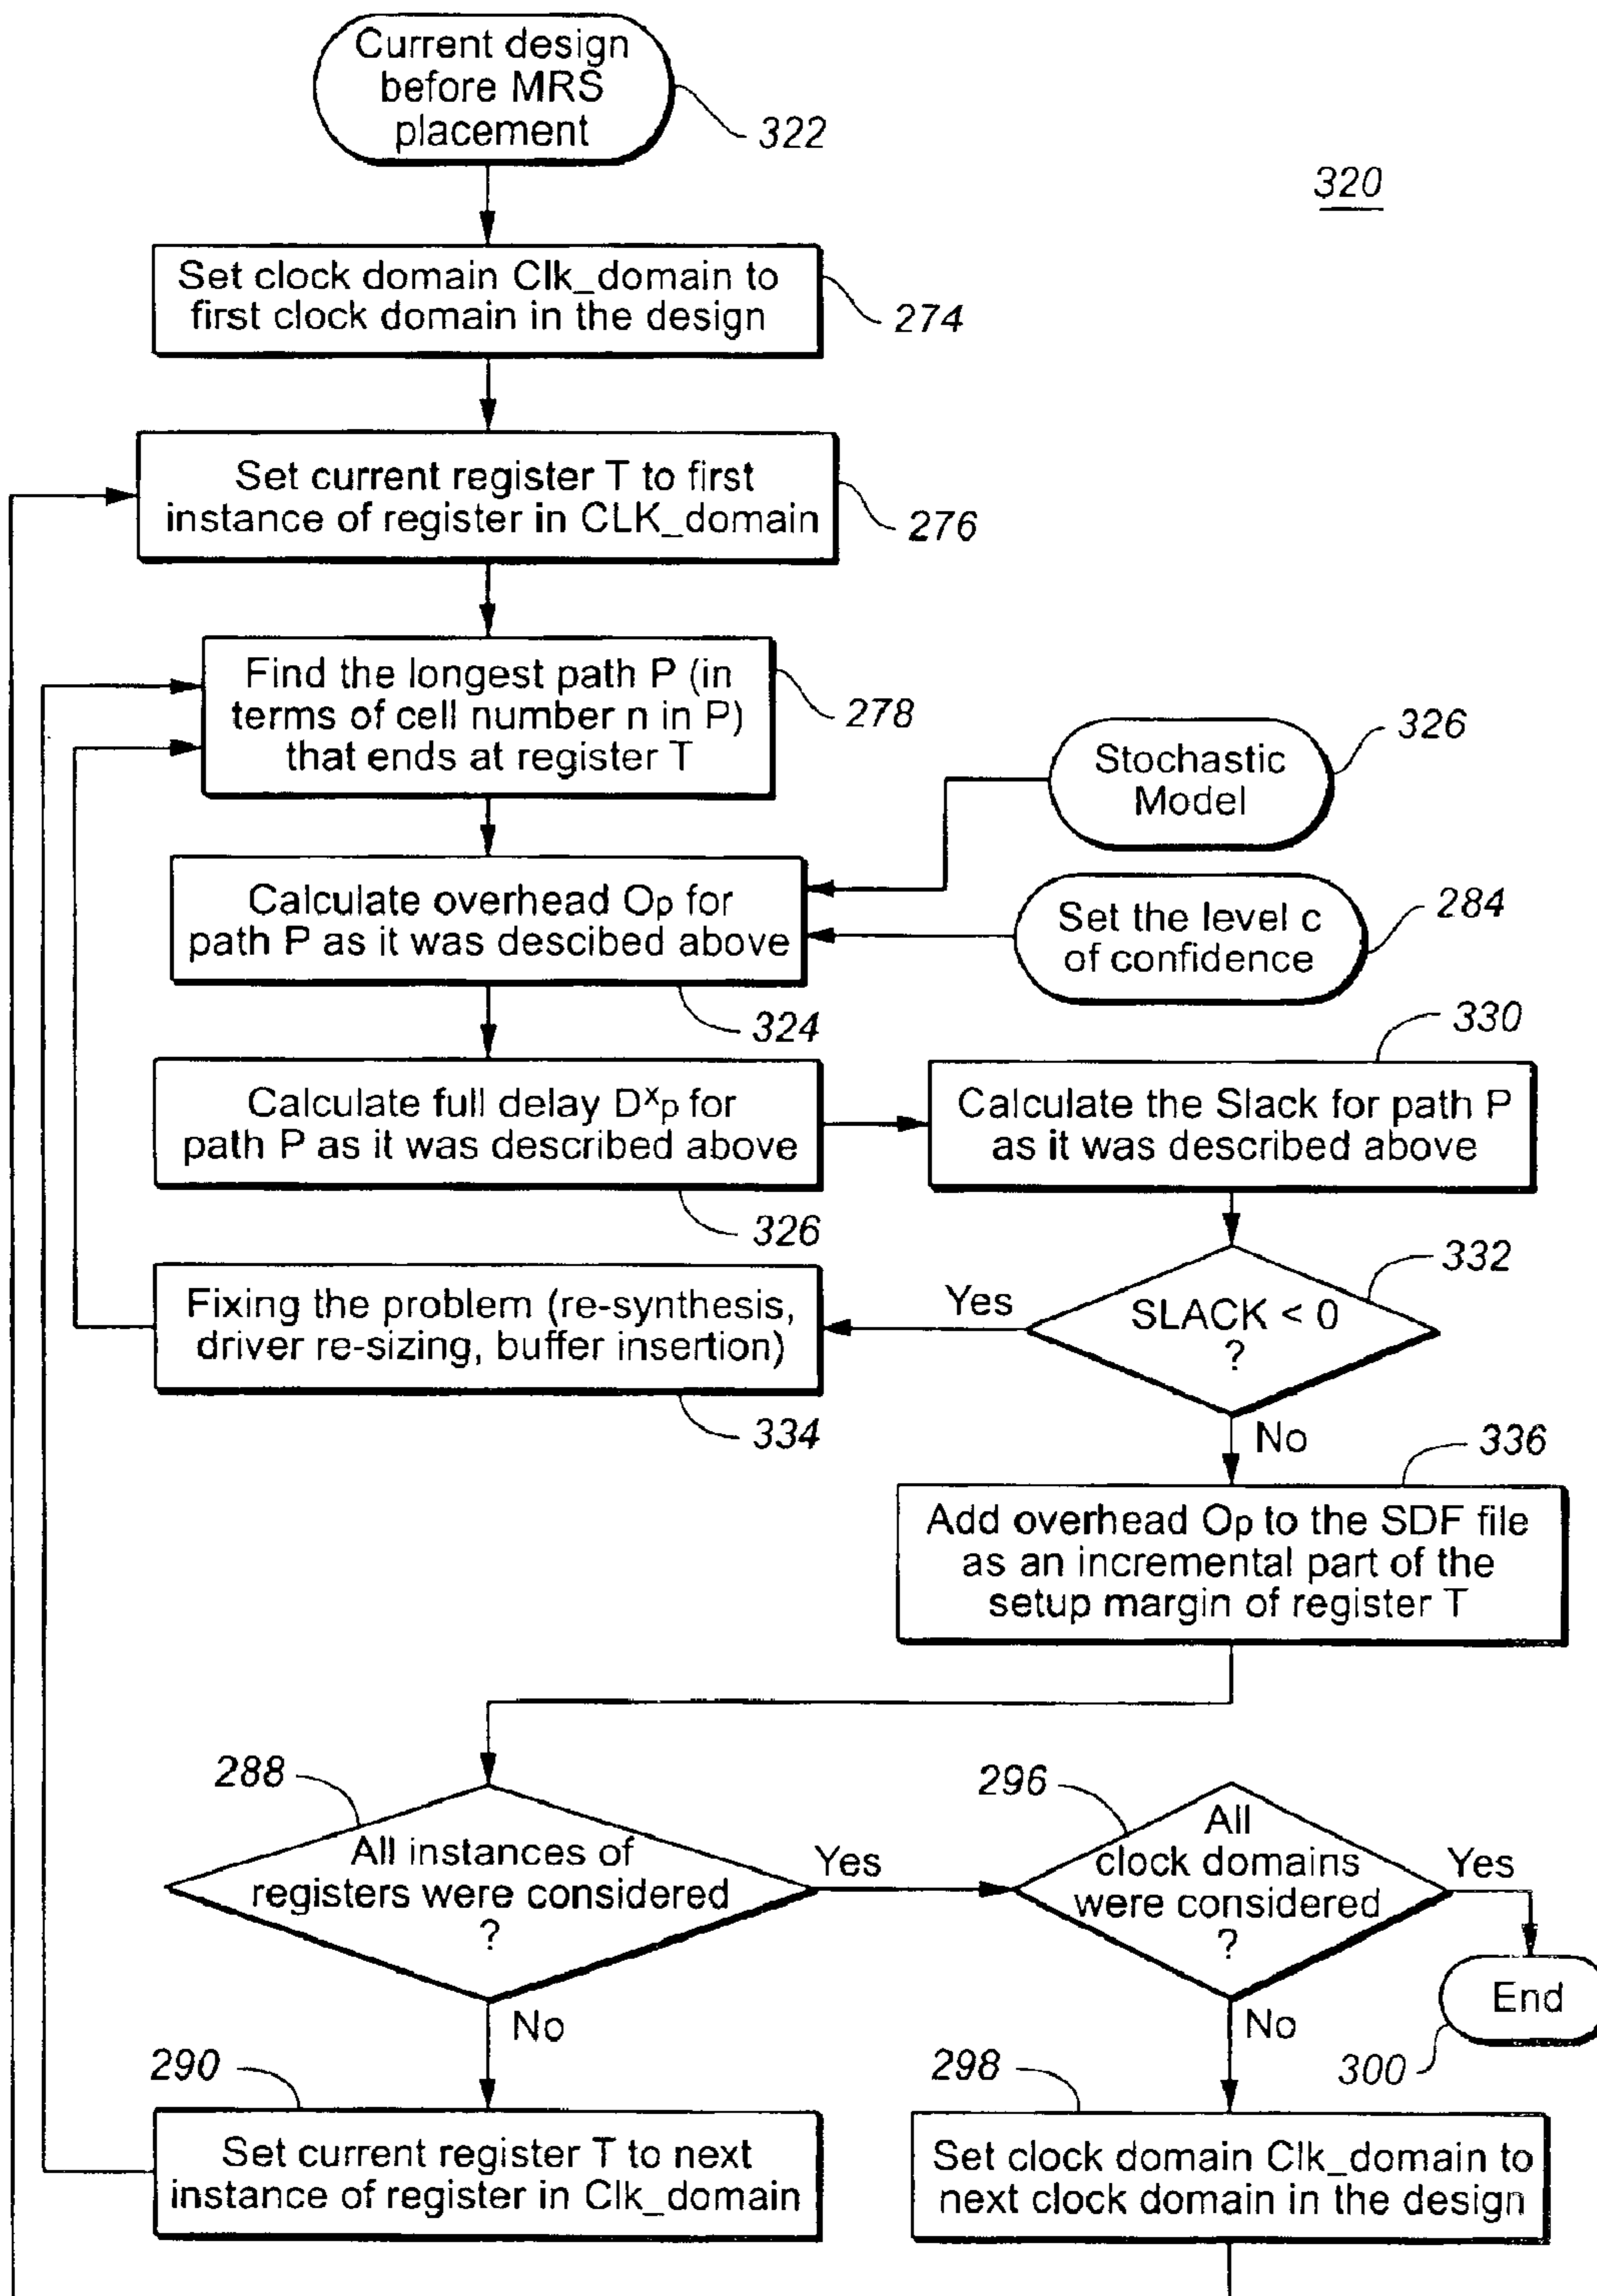 Current design
before MRS
placement
322
320
Set clock domain Clk_domain to
first clock domain in the design
274
Set current register T to first
instance of register in CLK_domain
276
Find the longest path P (in
terms of cell number n in P)
that ends at register T
278
Stochastic
Model
326
Calculate overhead Op for
path P as it was descibed above
324
Set the level c
of confidence
284
Calculate full delay Dˣp for
path P as it was described above
326
Calculate the Slack for path P
as it was described above
330
SLACK < 0
?
332
Yes
No
Fixing the problem (re-synthesis,
driver re-sizing, buffer insertion)
334
Add overhead Op to the SDF file
as an incremental part of the
setup margin of register T
336
288
All instances of
registers were considered
?
Yes
No
296
All
clock domains
were considered
?
Yes
No
End
300
290
Set current register T to next
instance of register in Clk_domain
298
Set clock domain Clk_domain to
next clock domain in the design